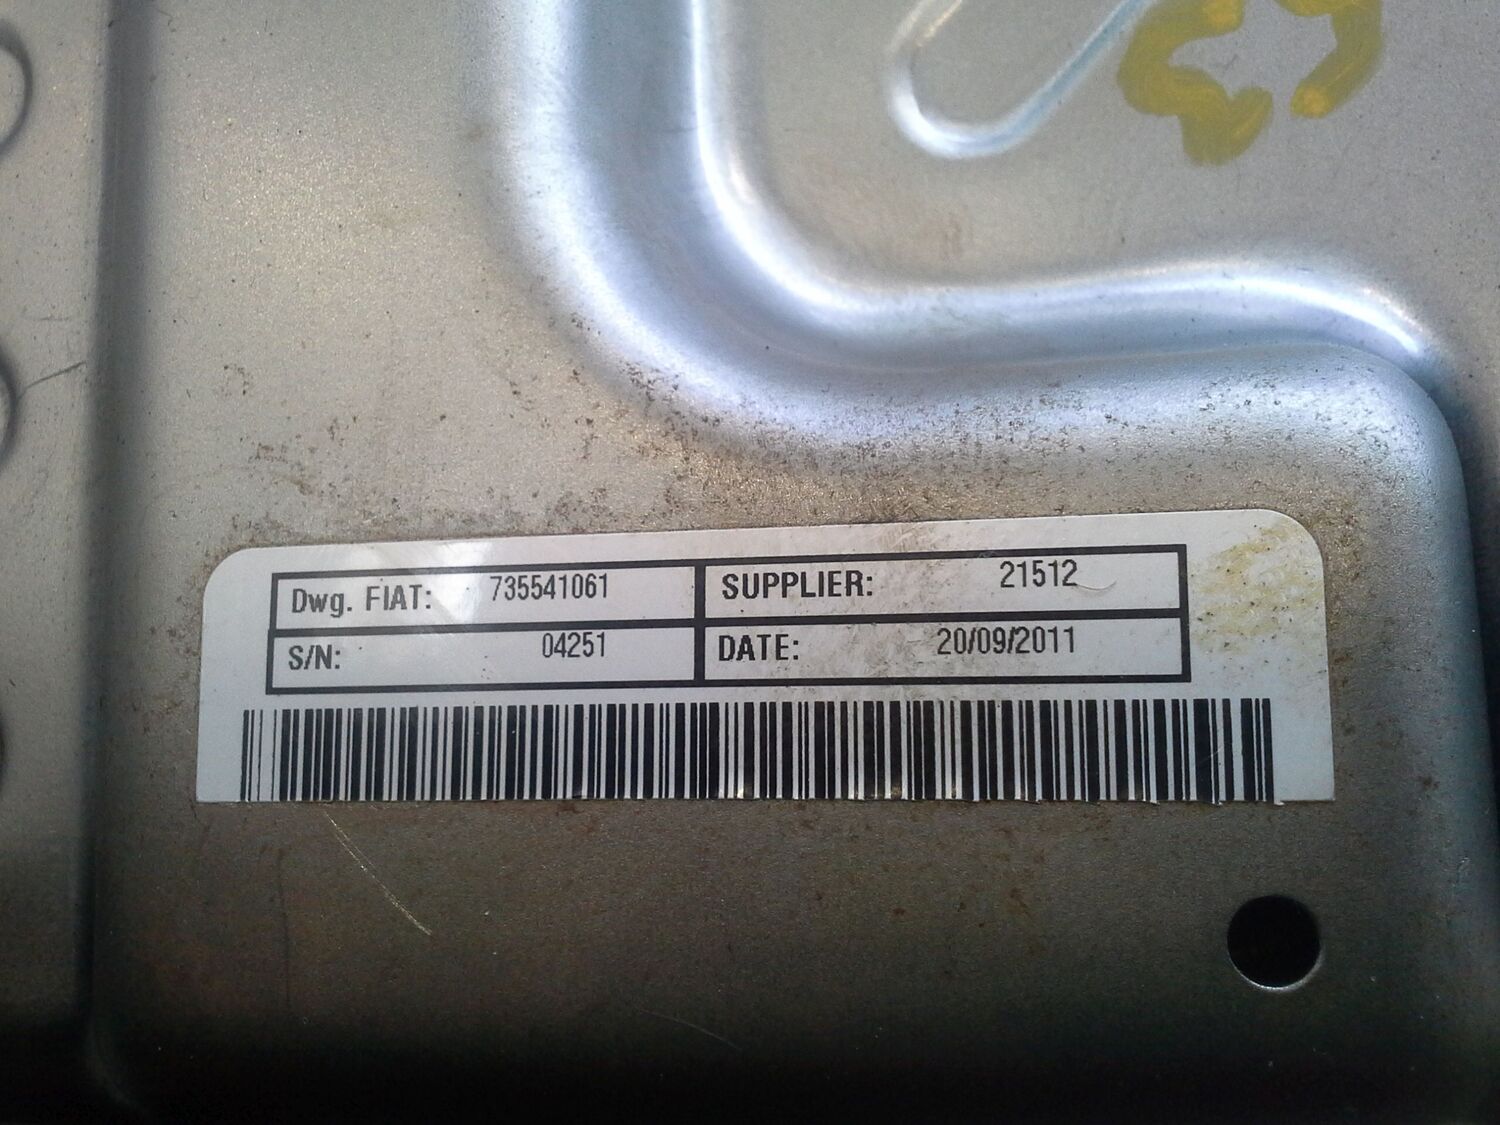 Dwg. FIAT: 735541061 SUPPLIER: 21512
S/N: 04251 DATE: 20/09/2011